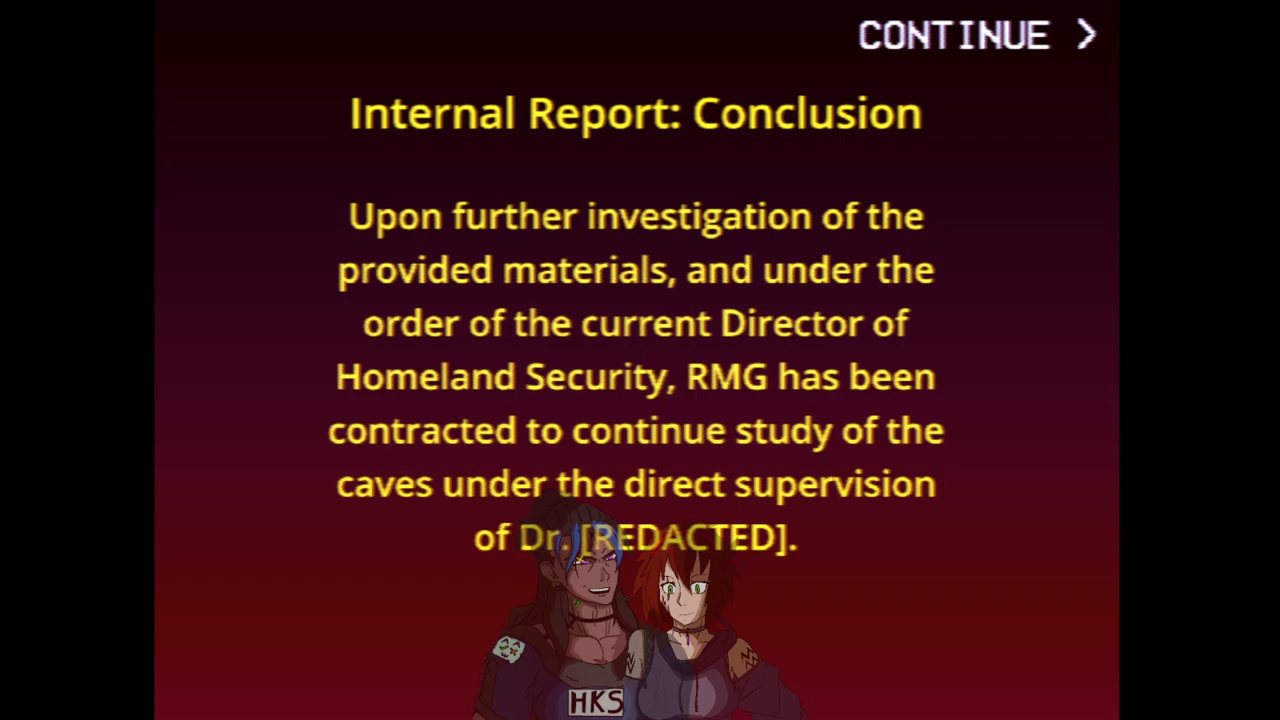 CONTINUE >
Internal Report: Conclusion
Upon further investigation of the
provided materials, and under the
order of the current Director of
Homeland Security, RMG has been
contracted to continue study of the
caves under the direct supervision
of Dr. [REDACTED].
HKS